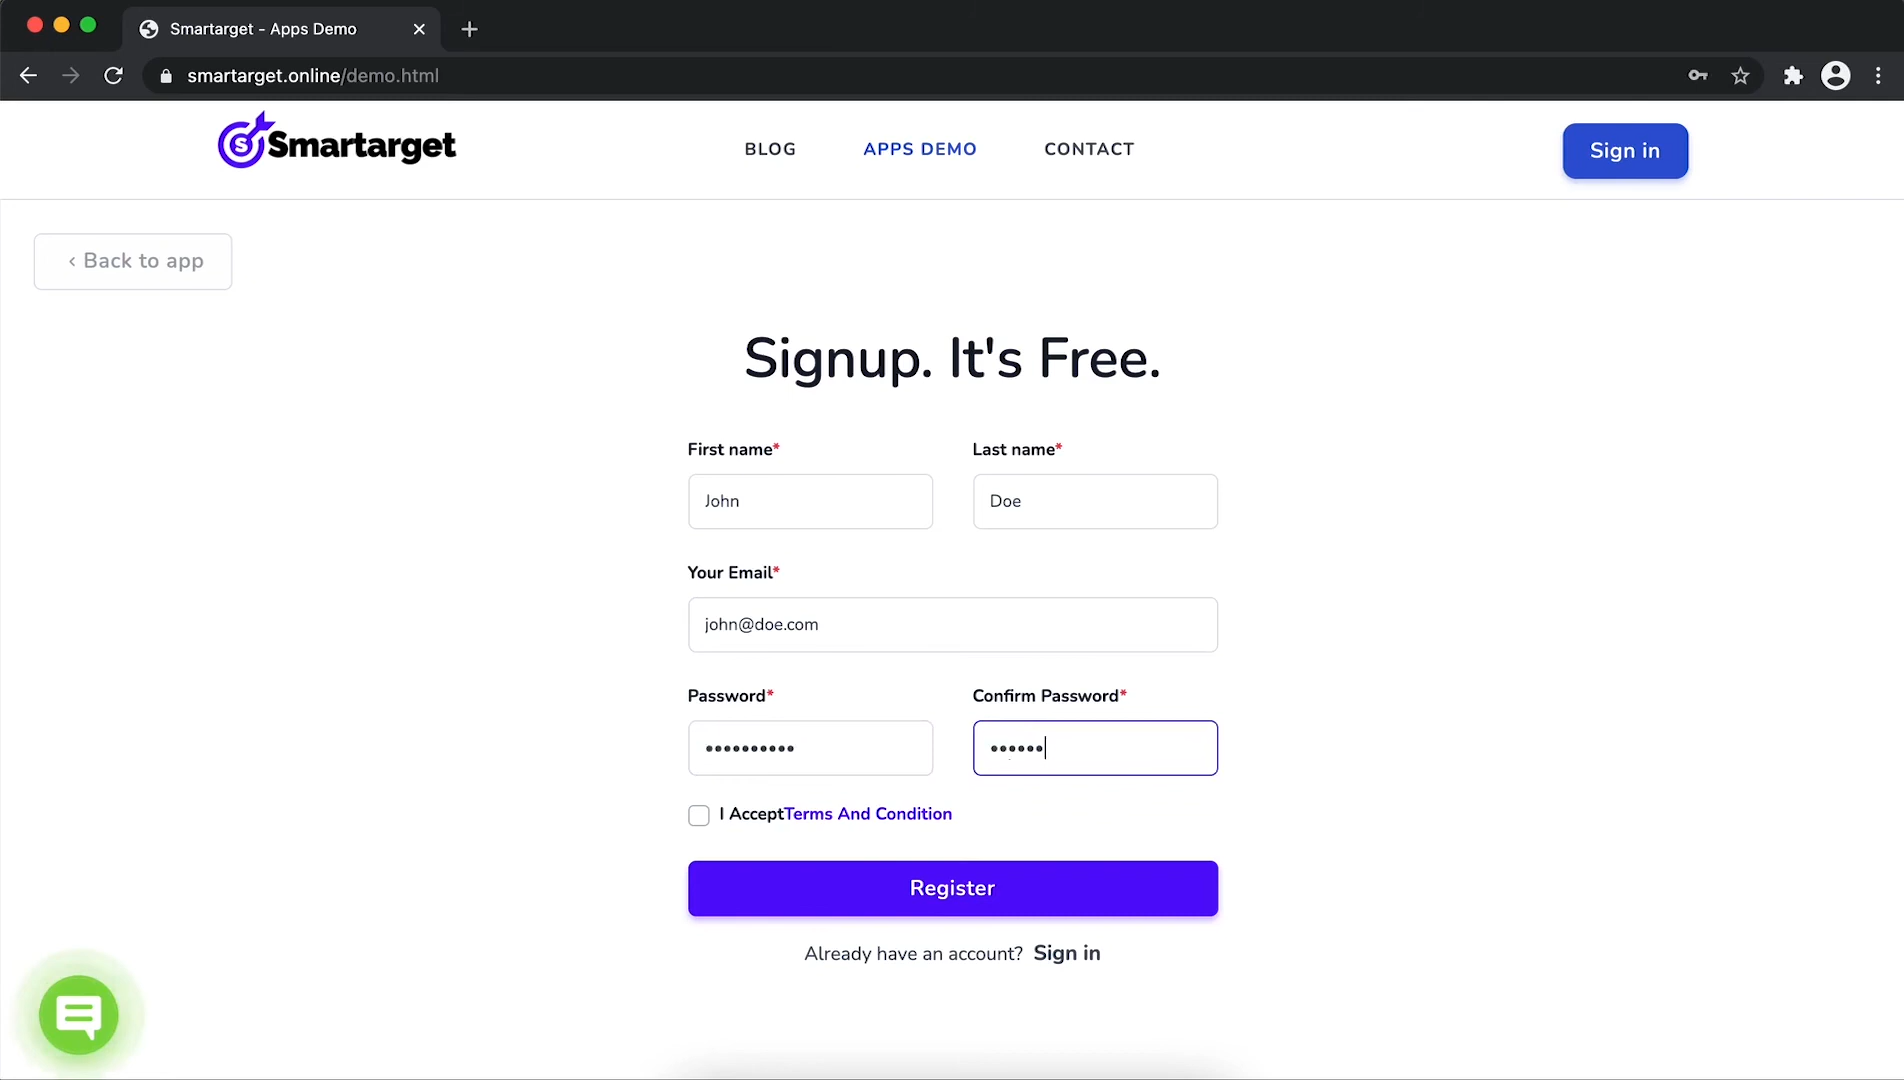 Smartarget - Apps Demo
smartarget.online/demo.html
Smartarget
BLOG
APPS DEMO
CONTACT
Sign in
‹ Back to app
Signup. It's Free.
First name*
Last name*
John
Doe
Your Email*
john@doe.com
Password*
Confirm Password*
••••••••••
••••••
I AcceptTerms And Condition
Register
Already have an account? Sign in